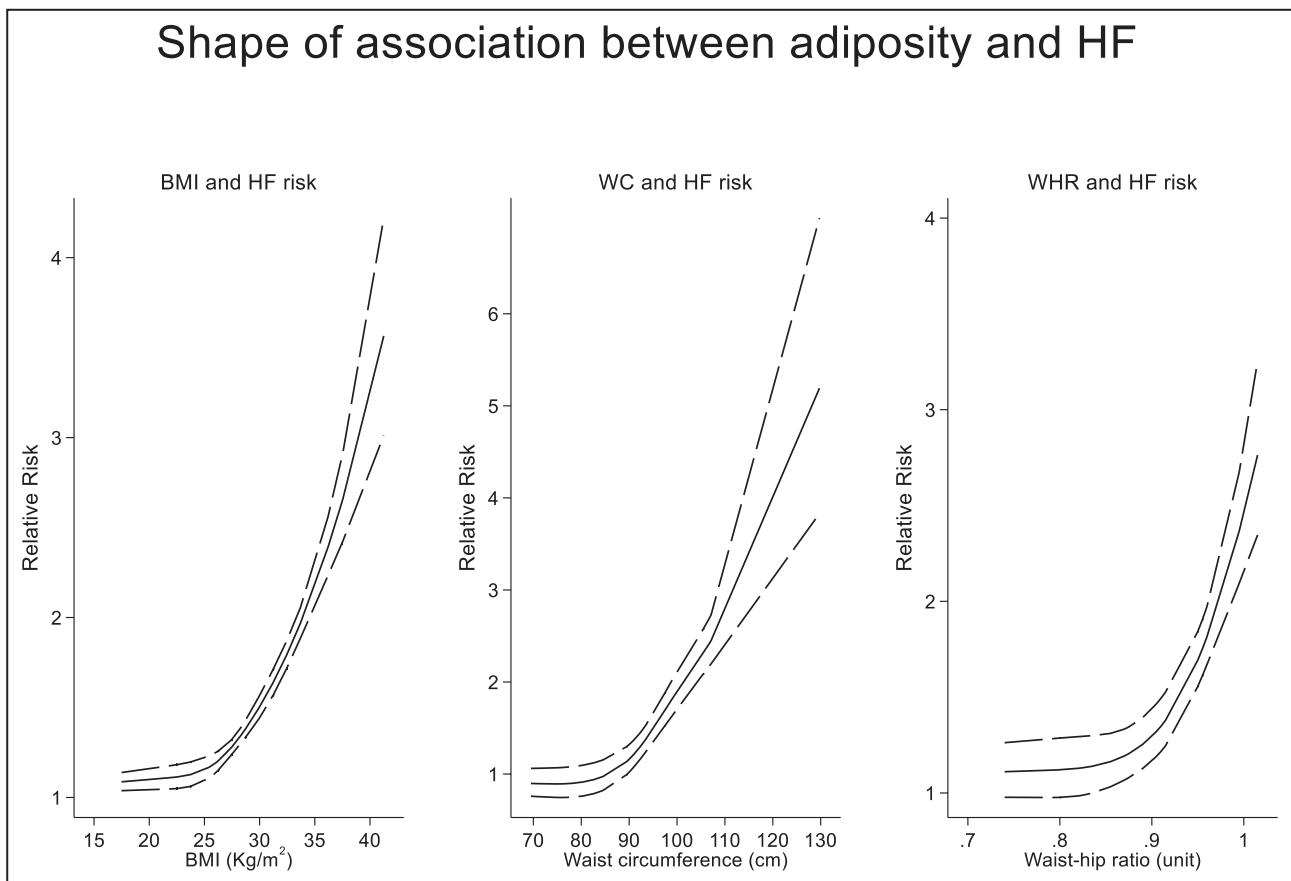 Shape of association between adiposity and HF
BMI and HF risk
4
3
2
1
Relative Risk
15 20 25 30 35 40
BMI (Kg/m²)
WC and HF risk
6
5
4
3
2
1
Relative Risk
70 80 90 100 110 120 130
Waist circumference (cm)
WHR and HF risk
4
3
2
1
Relative Risk
.7 .8 .9 1
Waist-hip ratio (unit)